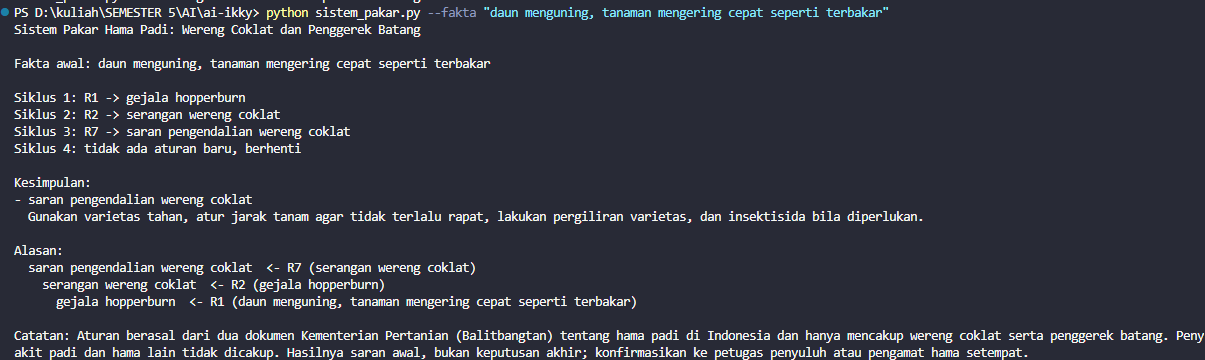 PS D:\kuliah\SEMESTER 5\AI\ai-ikky> python sistem_pakar.py --fakta "daun menguning, tanaman mengering cepat seperti terbakar"
Sistem Pakar Hama Padi: Wereng Coklat dan Penggerek Batang
Fakta awal: daun menguning, tanaman mengering cepat seperti terbakar
Siklus 1: R1 -> gejala hopperburn
Siklus 2: R2 -> serangan wereng coklat
Siklus 3: R7 -> saran pengendalian wereng coklat
Siklus 4: tidak ada aturan baru, berhenti
Kesimpulan:
- saran pengendalian wereng coklat
Gunakan varietas tahan, atur jarak tanam agar tidak terlalu rapat, lakukan pergiliran varietas, dan insektisida bila diperlukan.
Alasan:
saran pengendalian wereng coklat <- R7 (serangan wereng coklat)
serangan wereng coklat <- R2 (gejala hopperburn)
gejala hopperburn <- R1 (daun menguning, tanaman mengering cepat seperti terbakar)
Catatan: Aturan berasal dari dua dokumen Kementerian Pertanian (Balitbangtan) tentang hama padi di Indonesia dan hanya mencakup wereng coklat serta penggerek batang. Peny
akit padi dan hama lain tidak dicakup. Hasilnya saran awal, bukan keputusan akhir; konfirmasikan ke petugas penyuluh atau pengamat hama setempat.